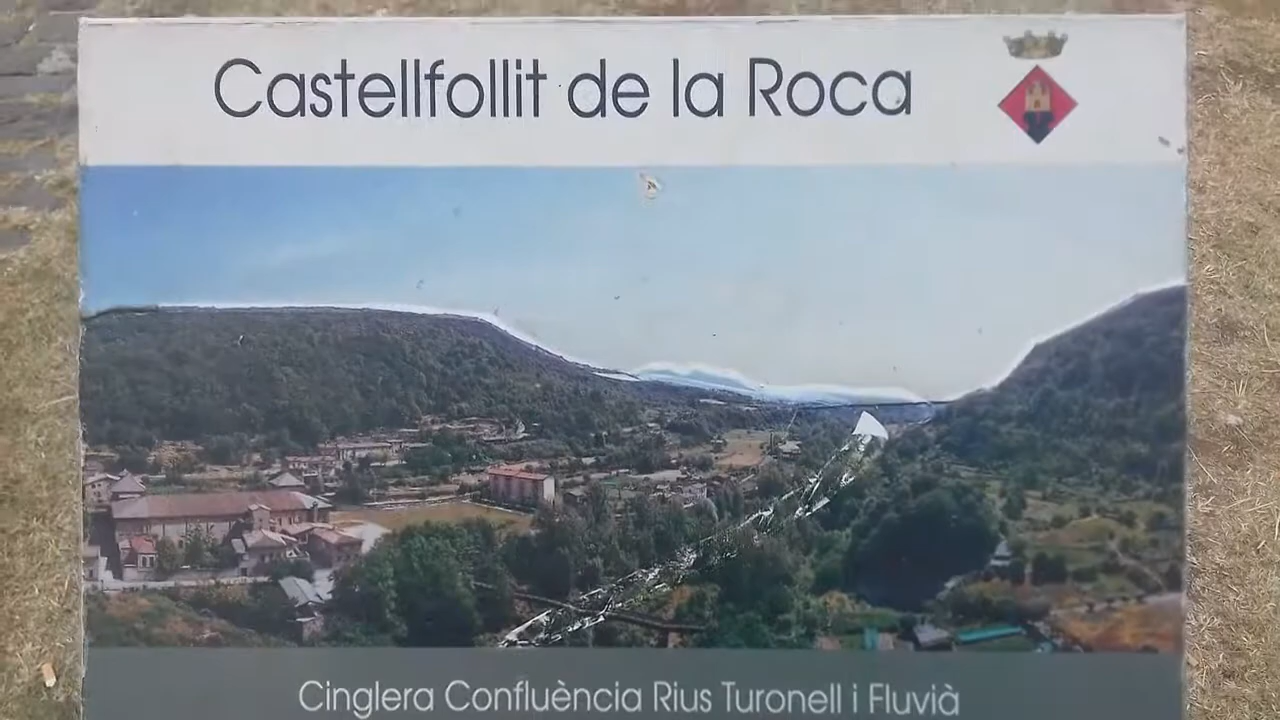 Castellfollit de la Roca
Cinglera Confluència Rius Turonell i Fluvià